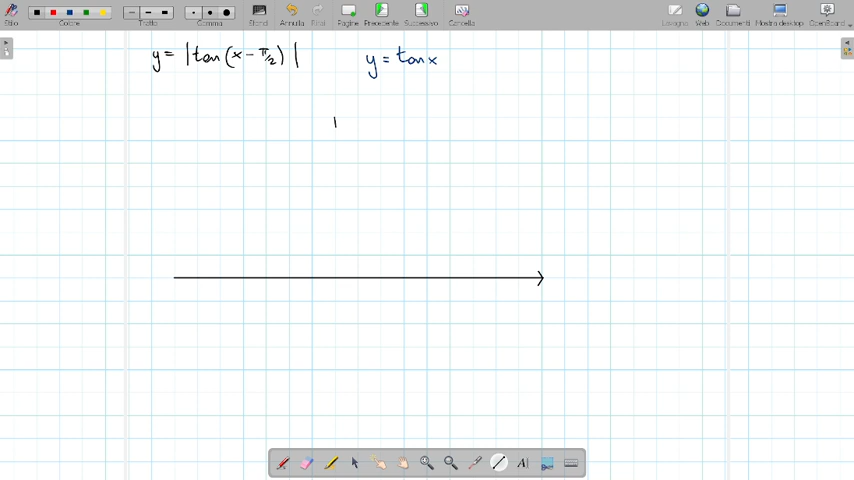 Stilo Colore Tratto Gomma Sfondi Annulla Rifai Pagine Precedente Successivo Cancella Lavagna Web Documenti Mostra desktop OpenBoard
y = |tan(x - π/2)| y = tan x